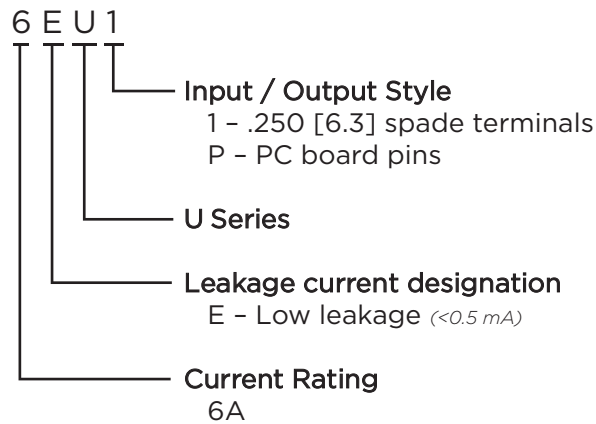 6 E U 1
Input / Output Style
1 – .250 [6.3] spade terminals
P – PC board pins
U Series
Leakage current designation
E – Low leakage (<0.5 mA)
Current Rating
6A